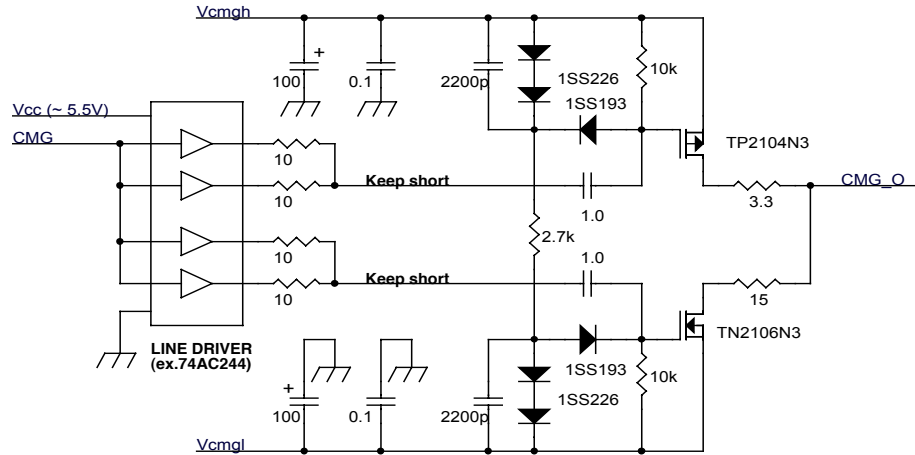 Vcmgh
+
100
0.1
2200p
1SS226
1SS193
10k
Vcc (~ 5.5V)
CMG
10
10
Keep short
TP2104N3
3.3
CMG_O
1.0
2.7k
10
10
Keep short
1.0
15
TN2106N3
LINE DRIVER
(ex.74AC244)
+
100
0.1
2200p
1SS193
1SS226
10k
Vcmgl